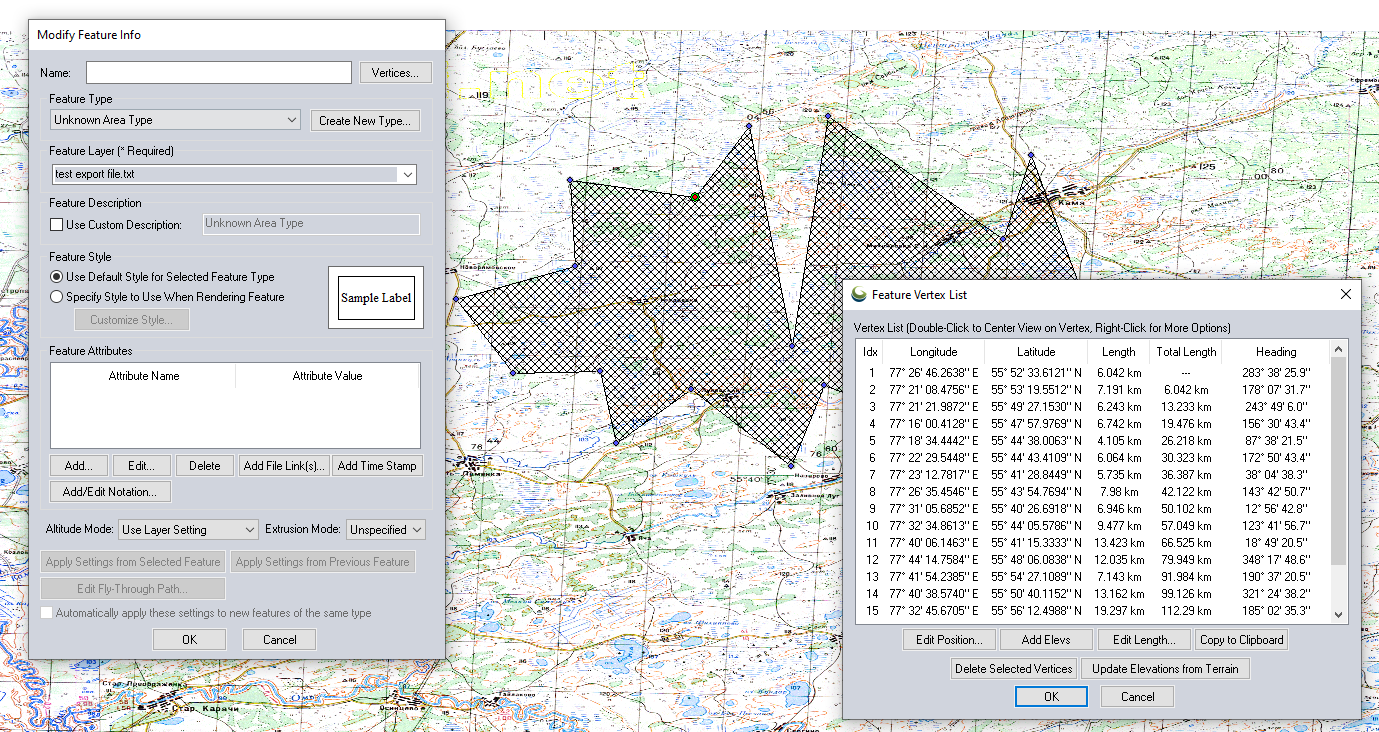 Modify Feature Info
Name:
Vertices...
Feature Type
Unknown Area Type
Create New Type...
Feature Layer (* Required)
test export file.txt
Feature Description
Use Custom Description:
Unknown Area Type
Feature Style
Use Default Style for Selected Feature Type
Specify Style to Use When Rendering Feature
Sample Label
Customize Style...
Feature Attributes
Attribute Name Attribute Value
Add... Edit... Delete Add File Link(s)... Add Time Stamp
Add/Edit Notation...
Altitude Mode: Use Layer Setting Extrusion Mode: Unspecified
Apply Settings from Selected Feature Apply Settings from Previous Feature
Edit Fly-Through Path...
Automatically apply these settings to new features of the same type
OK Cancel
119
125
Кама
Яча
Стар. Карачи
Feature Vertex List
Vertex List (Double-Click to Center View on Vertex, Right-Click for More Options)
Idx Longitude Latitude Length Total Length Heading
1 77° 26' 46.2638" E 55° 52' 33.6121" N 6.042 km --- 283° 38' 25.9"
2 77° 21' 08.4756" E 55° 53' 19.5512" N 7.191 km 6.042 km 178° 07' 31.7"
3 77° 21' 21.9872" E 55° 49' 27.1530" N 6.243 km 13.233 km 243° 49' 6.0"
4 77° 16' 00.4128" E 55° 47' 57.9769" N 6.742 km 19.476 km 156° 30' 43.4"
5 77° 18' 34.4442" E 55° 44' 38.0063" N 4.105 km 26.218 km 87° 38' 21.5"
6 77° 22' 29.5448" E 55° 44' 43.4109" N 6.064 km 30.323 km 172° 50' 43.4"
7 77° 23' 12.7817" E 55° 41' 28.8449" N 5.735 km 36.387 km 38° 04' 38.3"
8 77° 26' 35.4546" E 55° 43' 54.7694" N 7.98 km 42.122 km 143° 42' 50.7"
9 77° 31' 05.6852" E 55° 40' 26.6918" N 6.946 km 50.102 km 12° 56' 42.8"
10 77° 32' 34.8613" E 55° 44' 05.5786" N 9.477 km 57.049 km 123° 41' 56.7"
11 77° 40' 06.1463" E 55° 41' 15.3333" N 13.423 km 66.525 km 18° 49' 20.5"
12 77° 44' 14.7584" E 55° 48' 06.0838" N 12.035 km 79.949 km 348° 17' 48.6"
13 77° 41' 54.2385" E 55° 54' 27.1089" N 7.143 km 91.984 km 190° 37' 20.5"
14 77° 40' 38.5740" E 55° 50' 40.1152" N 13.162 km 99.126 km 321° 24' 38.2"
15 77° 32' 45.6705" E 55° 56' 12.4988" N 19.297 km 112.29 km 185° 02' 35.3"
Edit Position... Add Elevs Edit Length... Copy to Clipboard
Delete Selected Vertices Update Elevations from Terrain
OK Cancel